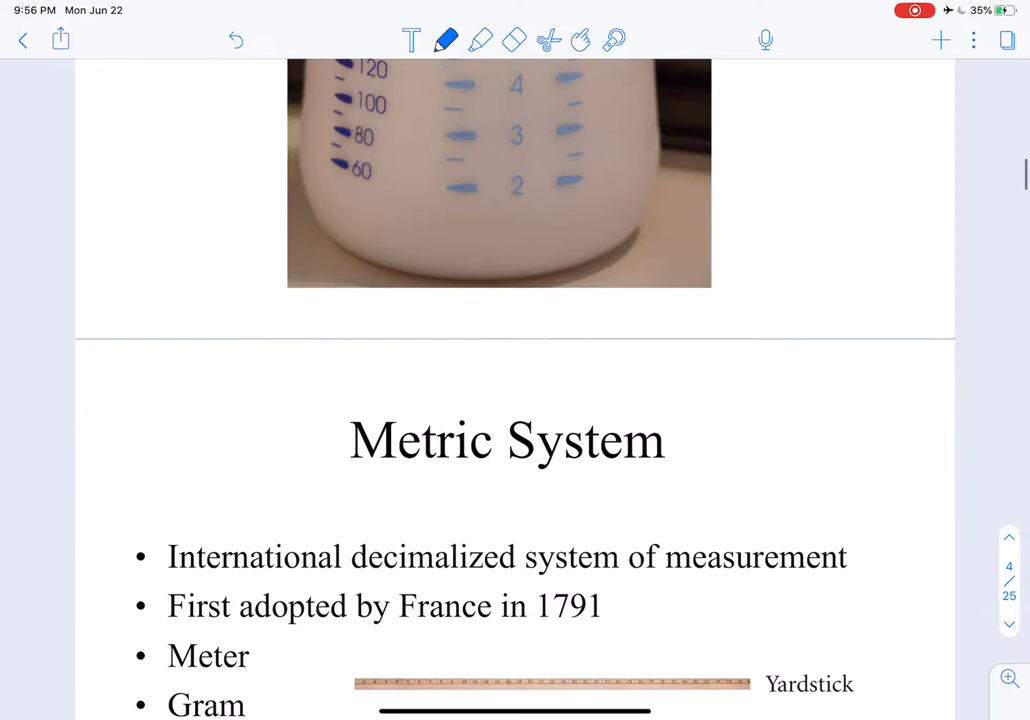 9:56 PM Mon Jun 22
35%
T
120
100
80
60
4
3
2
Metric System
• International decimalized system of measurement
• First adopted by France in 1791
• Meter
Yardstick
• Gram
4
/
25